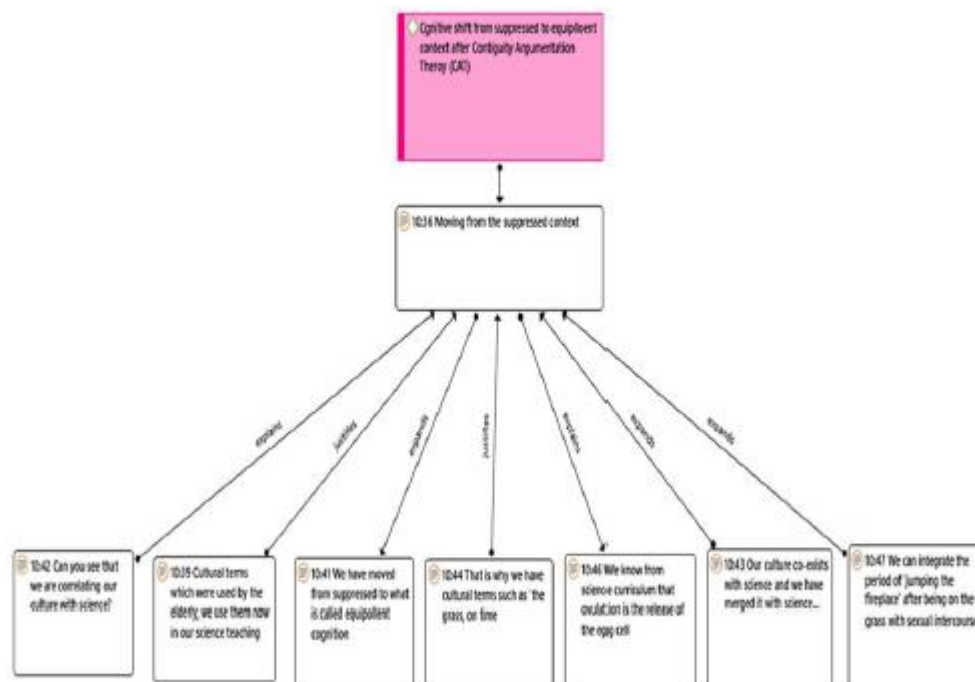 Cgnitive shift from suppressed to equipiloent
context after Contiguity Argumentation
Theroy (CAT)
10:36 Moving from the suppressed context
explains
justifies
expands
justifies
explains
expands
expands
10:42 Can you see that
we are correlating our
culture with science?
10:39 Cultural terms
which were used by the
elderly, we use them now
in our science teaching
10:41 We have moved
from suppressed to what
is called equipollent
cognition
10:44 That is why we have
cultural terms such as 'the
grass, on time
10:46 We know from
science curriculum that
ovulation is the release of
the egg cell
10:43 Our culture co-exists
with science and we have
merged it with science...
10:47 We can integrate the
period of 'jumping the
fireplace' after being on the
grass with sexual intercourse